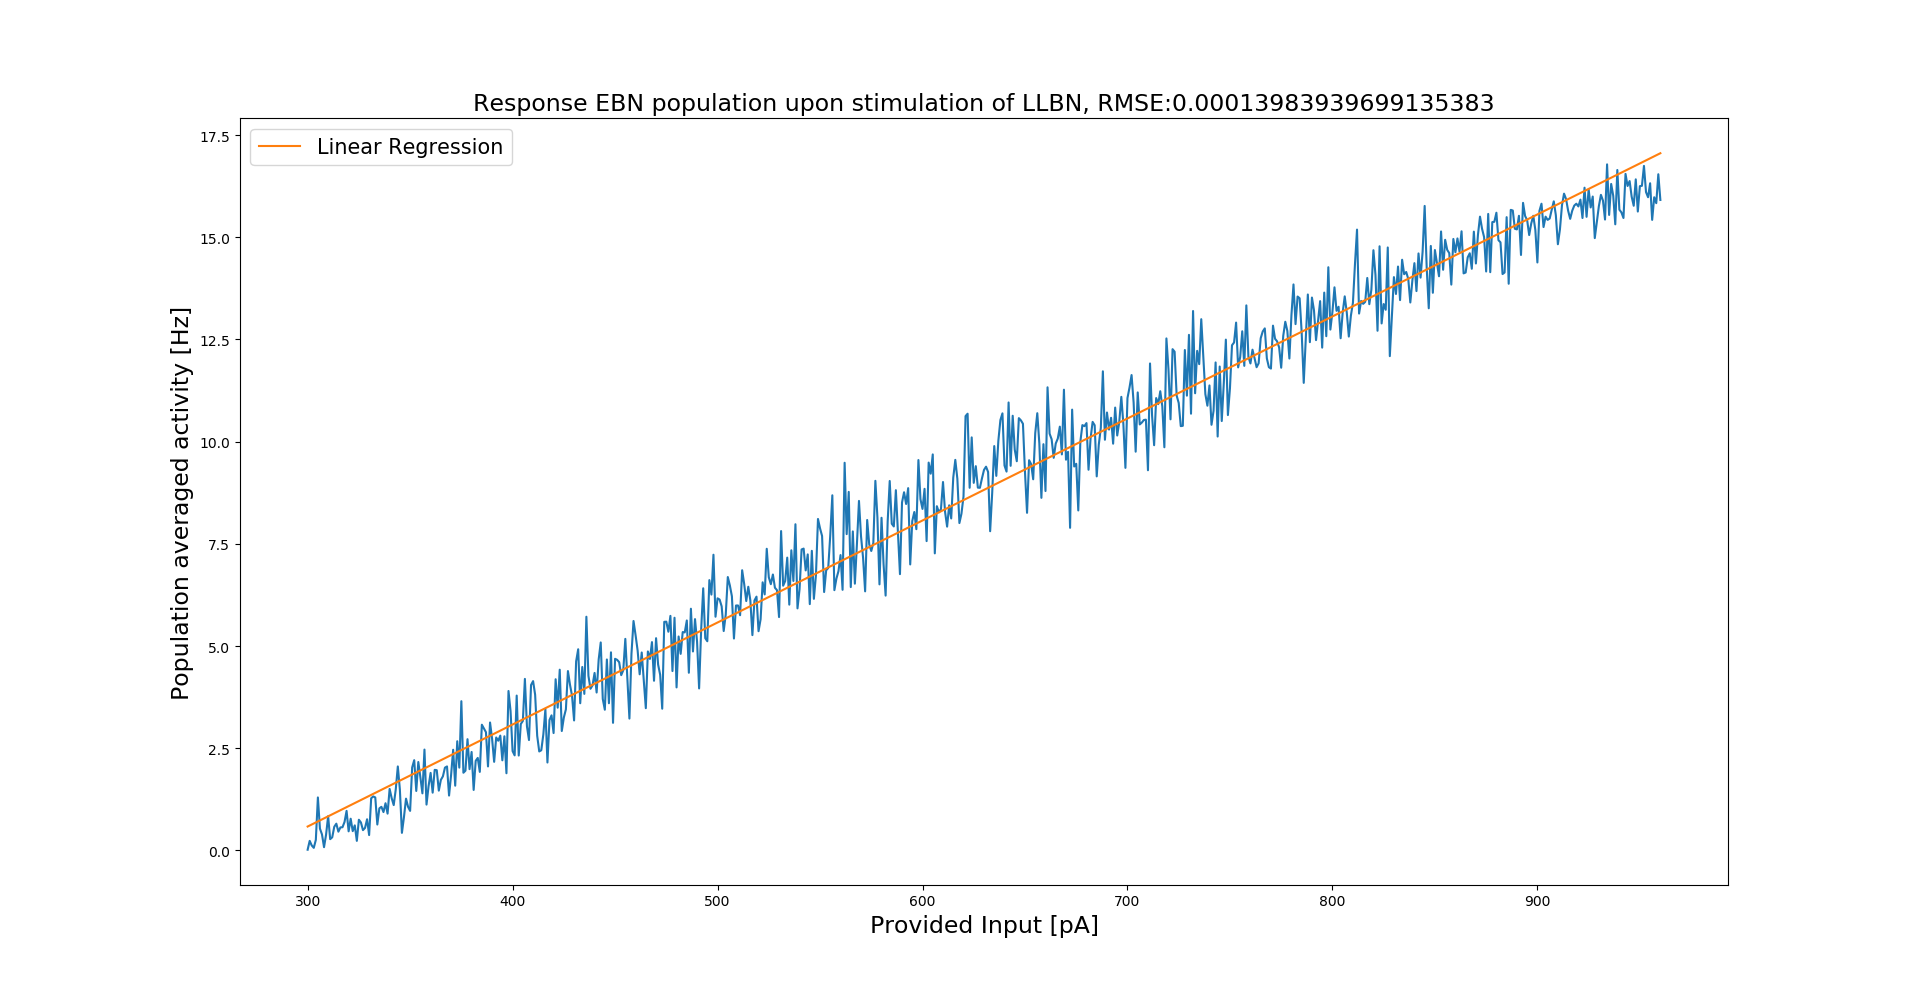 Response EBN population upon stimulation of LLBN, RMSE:0.00013983939699135383
Linear Regression
Population averaged activity [Hz]
17.5
15.0
12.5
10.0
7.5
5.0
2.5
0.0
300 400 500 600 700 800 900
Provided Input [pA]